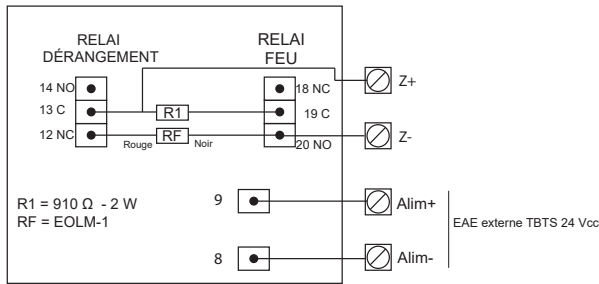 RELAI
DÉRANGEMENT
RELAI
FEU
14 NO
18 NC
Z+
13 C
R1
19 C
12 NC
Rouge
RF
Noir
20 NO
Z-
R1 = 910 Ω - 2 W
RF = EOLM-1
9
Alim+
EAE externe TBTS 24 Vcc
8
Alim-